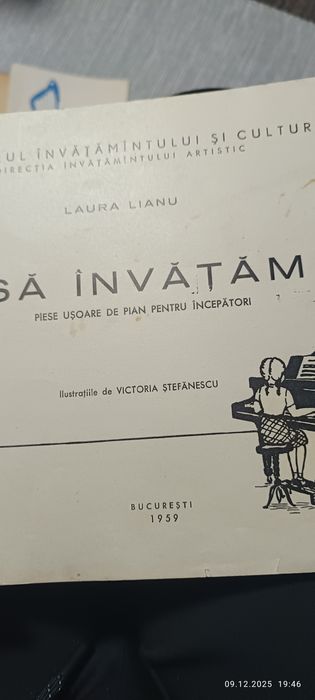 UL ÎNVĂȚĂMÎNTULUI ȘI CULTUR
DIRECȚIA ÎNVĂȚĂMÎNTULUI ARTISTIC
LAURA LIANU
SĂ ÎNVĂȚĂM
PIESE UȘOARE DE PIAN PENTRU ÎNCEPĂTORI
Ilustrațiile de VICTORIA ȘTEFĂNESCU
BUCUREȘTI
1959
09.12.2025 19:46